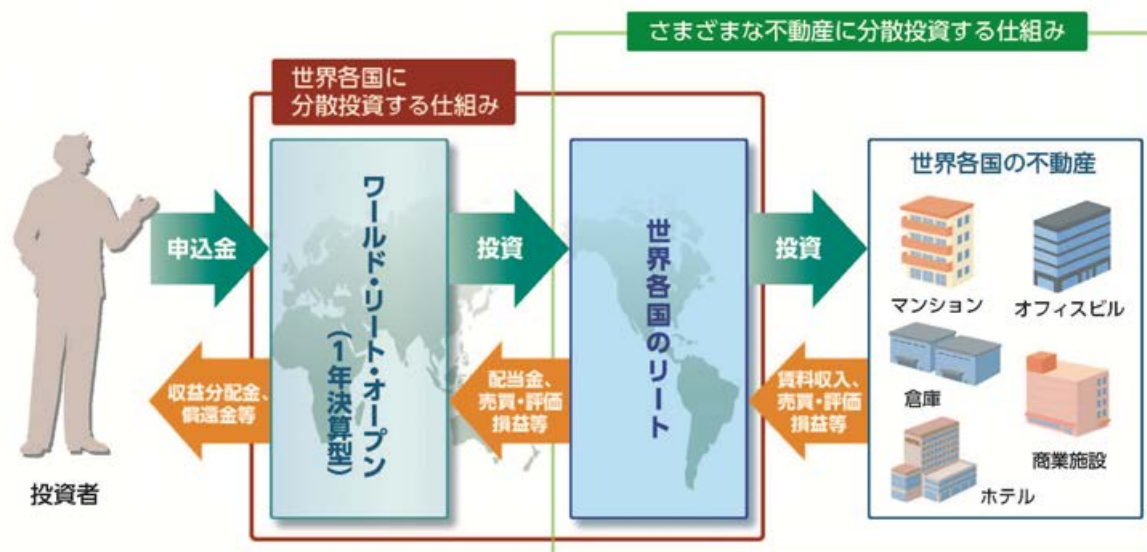 さまざまな不動産に分散投資する仕組み
世界各国に
分散投資する仕組み
投資者
申込金
収益分配金、
償還金等
ワールド・リート・オープン
(1年決算型)
投資
配当金、
売買・評価
損益等
世界各国のリート
投資
賃料収入、
売買・評価
損益等
世界各国の不動産
マンション
オフィスビル
倉庫
商業施設
ホテル